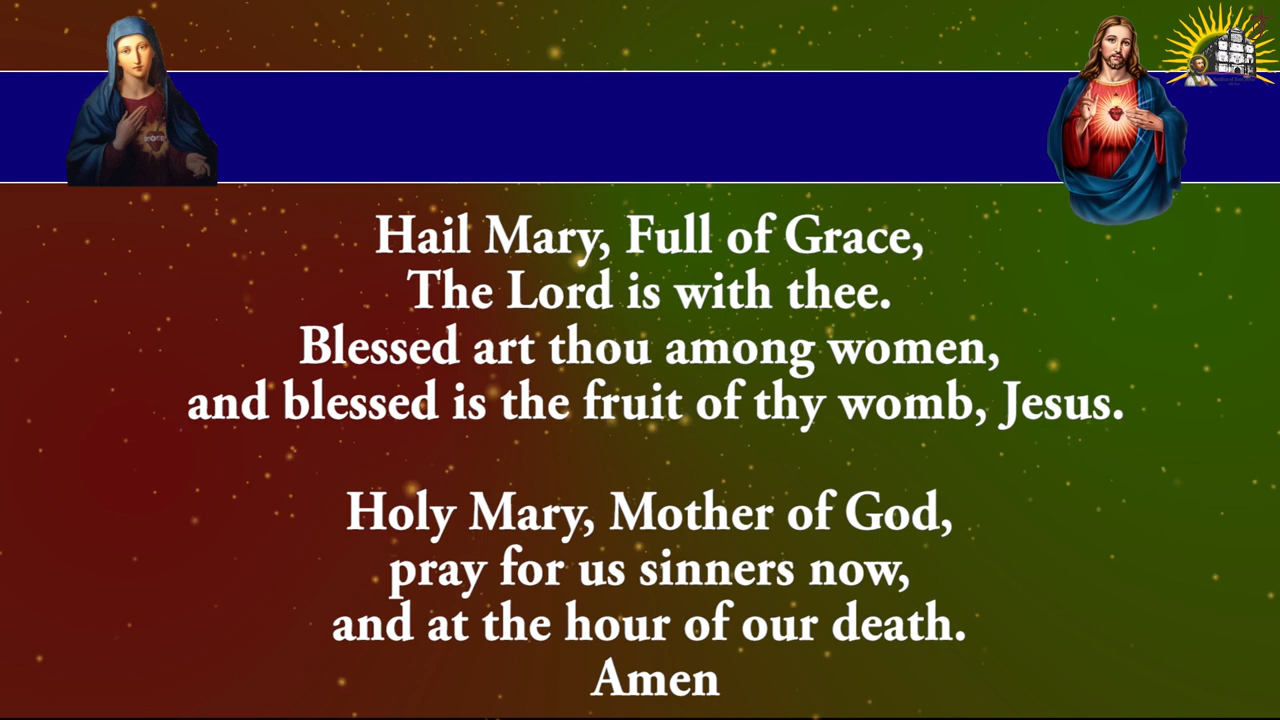 Hail Mary, Full of Grace,
The Lord is with thee.
Blessed art thou among women,
and blessed is the fruit of thy womb, Jesus.
Holy Mary, Mother of God,
pray for us sinners now,
and at the hour of our death.
Amen